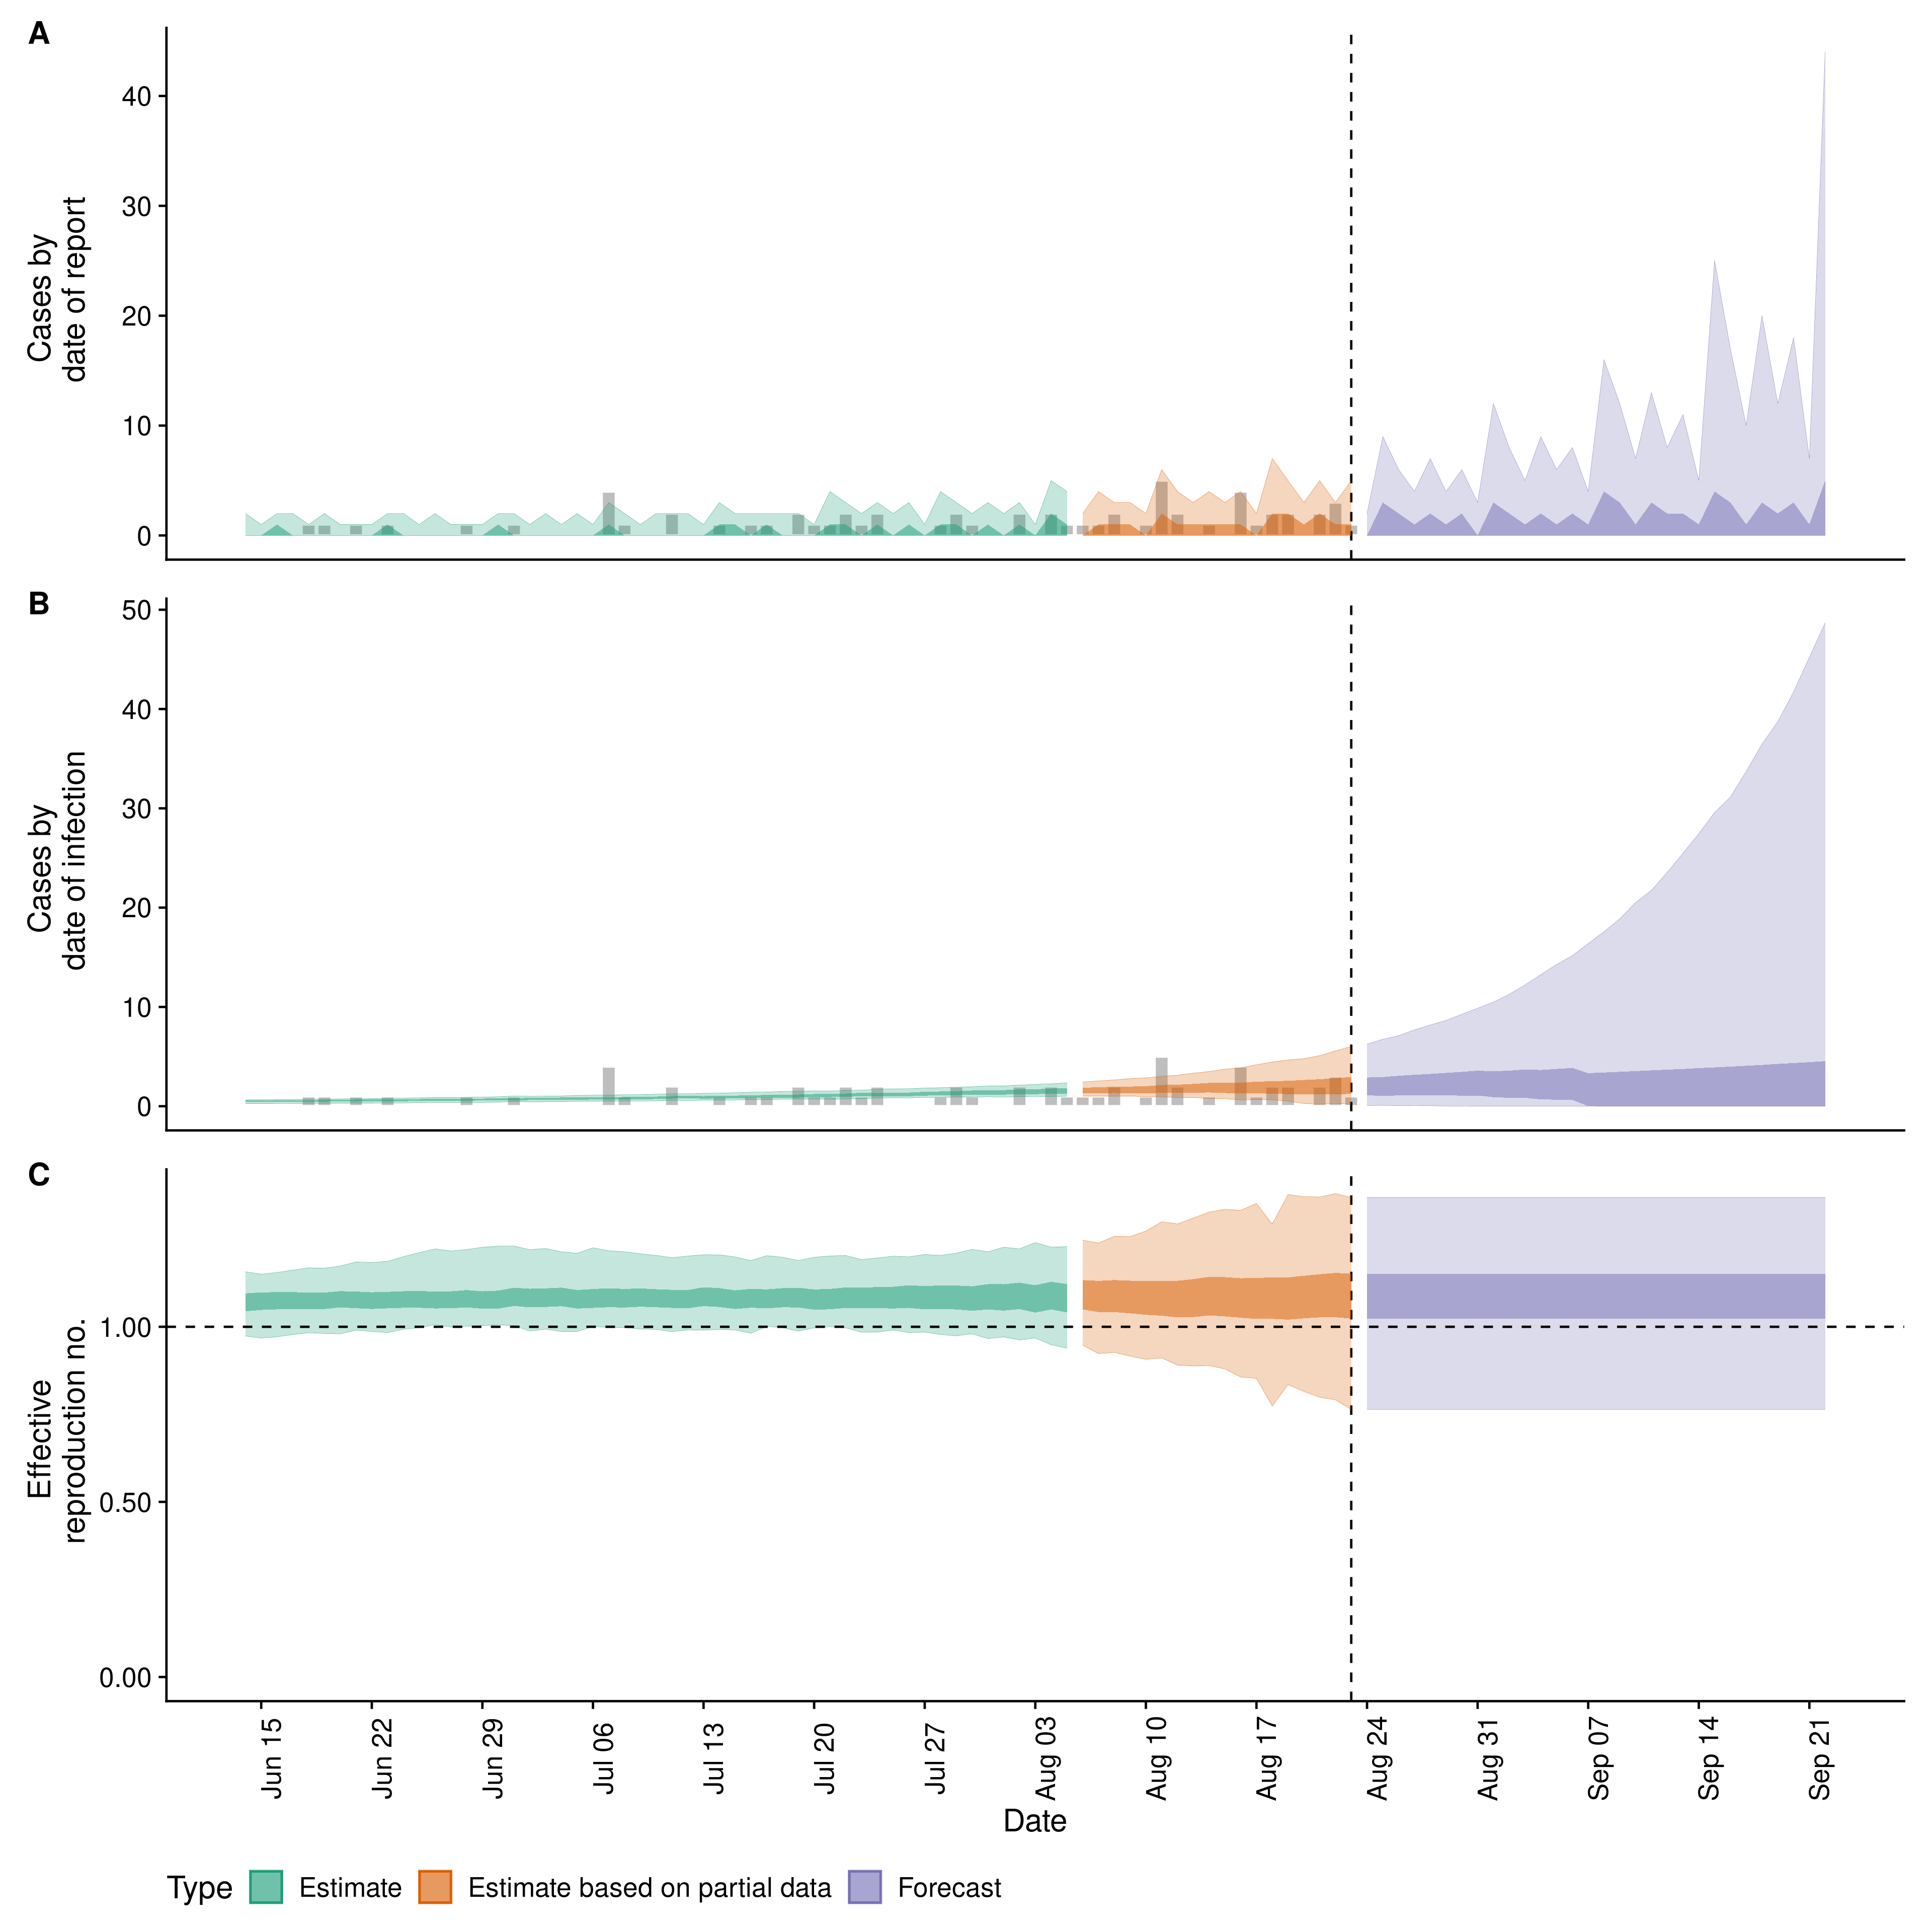 A
Cases by
date of report
40
30
20
10
0
B
Cases by
date of infection
50
40
30
20
10
0
C
Effective
reproduction no.
1.00
0.50
0.00
Jun 15
Jun 22
Jun 29
Jul 06
Jul 13
Jul 20
Jul 27
Aug 03
Aug 10
Aug 17
Aug 24
Aug 31
Sep 07
Sep 14
Sep 21
Date
Type Estimate Estimate based on partial data Forecast